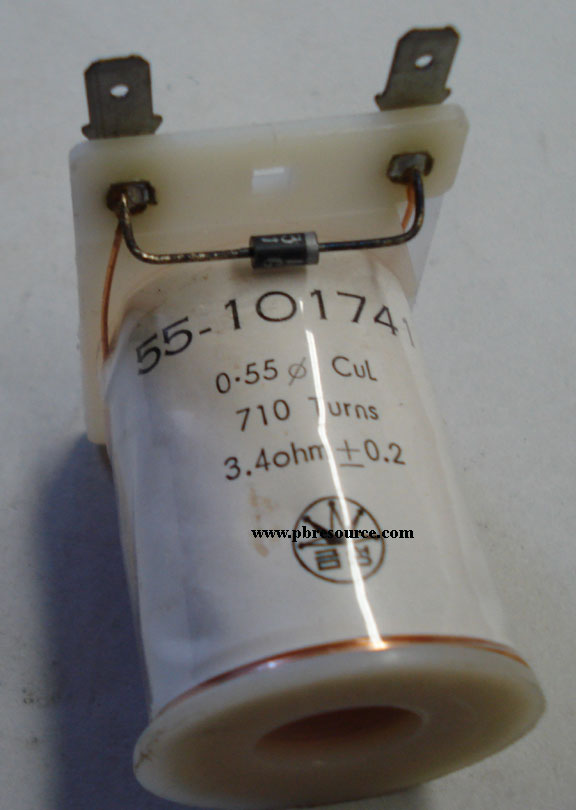 55-101741
0.55 ø CuL
710 Turns
3.4ohm ±0.2
www.pbresource.com